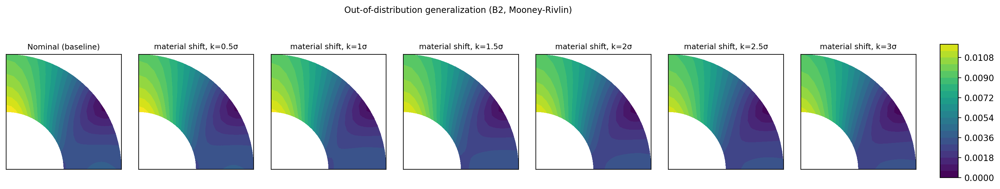 Out-of-distribution generalization (B2, Mooney-Rivlin)
Nominal (baseline)
material shift, k=0.5σ
material shift, k=1σ
material shift, k=1.5σ
material shift, k=2σ
material shift, k=2.5σ
material shift, k=3σ
0.0108
0.0090
0.0072
0.0054
0.0036
0.0018
0.0000